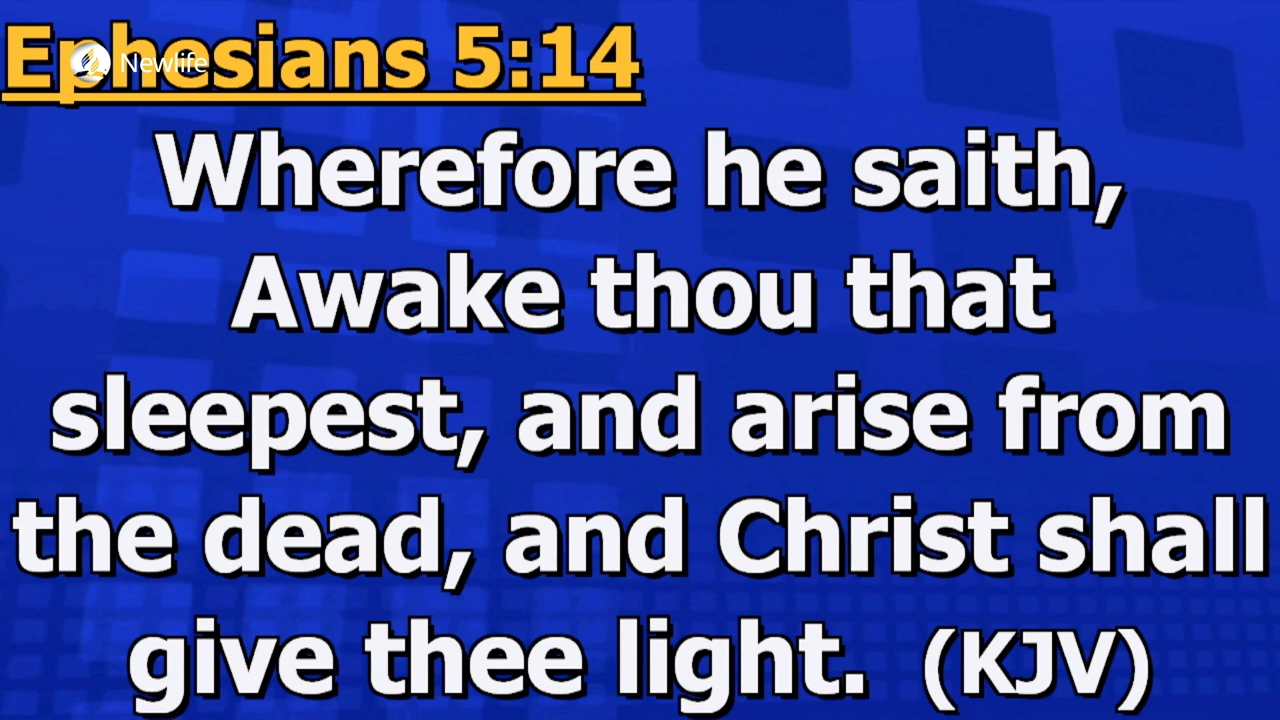 Ephesians 5:14
Newlife
Wherefore he saith,
Awake thou that
sleepest, and arise from
the dead, and Christ shall
give thee light. (KJV)